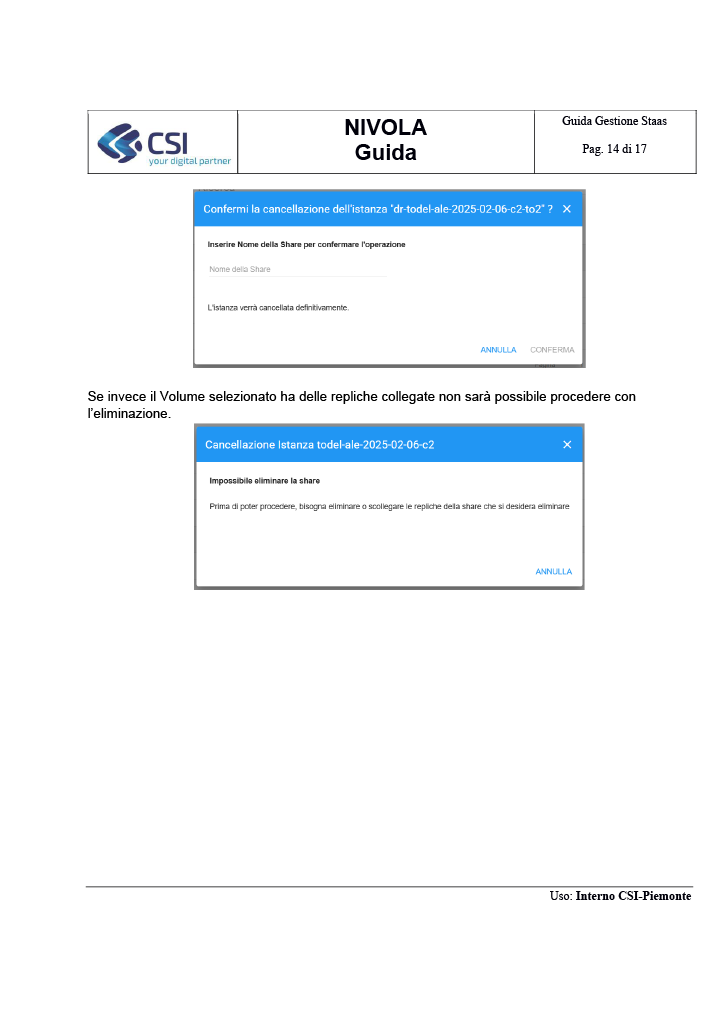 CSI
your digital partner
NIVOLA
Guida
Guida Gestione Staas
Pag. 14 di 17
Confermi la cancellazione dell'istanza "dr-todel-ale-2025-02-06-c2-to2" ? ×
Inserire Nome della Share per confermare l'operazione
Nome della Share
L'istanza verrà cancellata definitivamente.
ANNULLA CONFERMA
Se invece il Volume selezionato ha delle repliche collegate non sarà possibile procedere con
l'eliminazione.
Cancellazione Istanza todel-ale-2025-02-06-c2 ×
Impossibile eliminare la share
Prima di poter procedere, bisogna eliminare o scollegare le repliche della share che si desidera eliminare
ANNULLA
Uso: Interno CSI-Piemonte